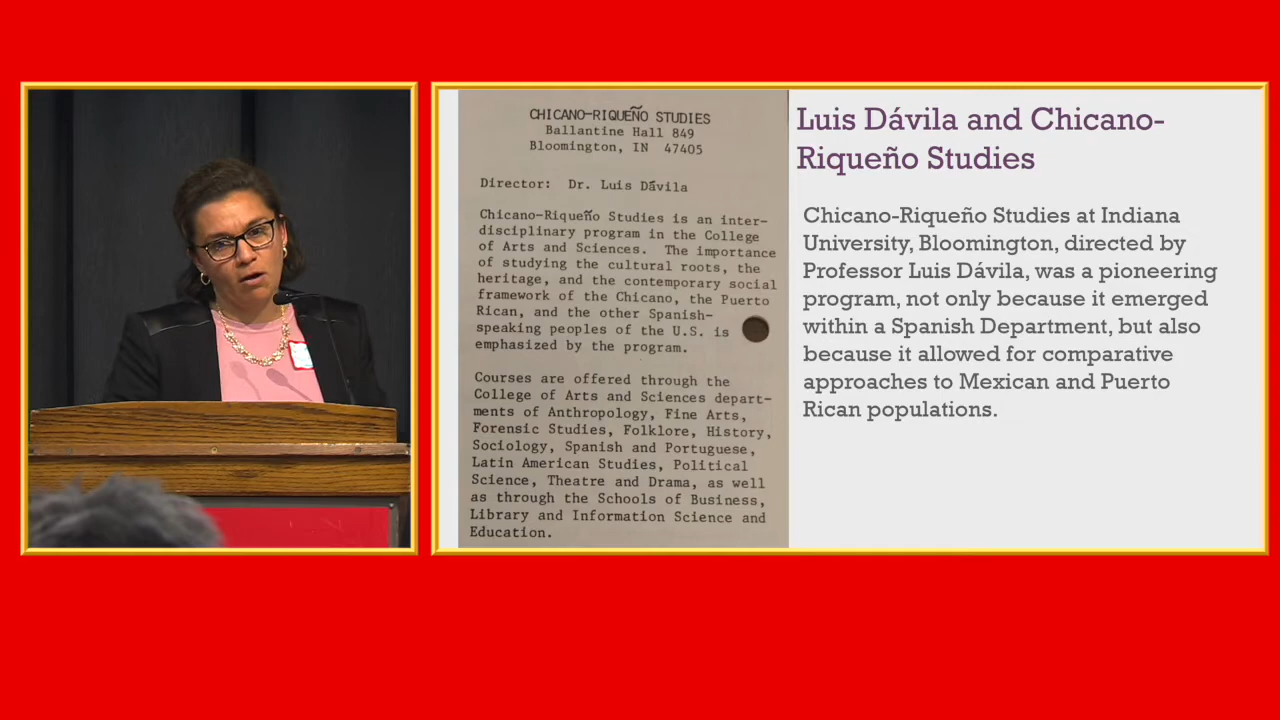 CHICANO-RIQUEÑO STUDIES
Ballantine Hall 849
Bloomington, IN 47405
Director: Dr. Luis Dávila
Chicano-Riqueño Studies is an inter-
disciplinary program in the College
of Arts and Sciences. The importance
of studying the cultural roots, the
heritage, and the contemporary social
framework of the Chicano, the Puerto
Rican, and the other Spanish-
speaking peoples of the U.S. is
emphasized by the program.
Courses are offered through the
College of Arts and Sciences depart-
ments of Anthropology, Fine Arts,
Forensic Studies, Folklore, History,
Sociology, Spanish and Portuguese,
Latin American Studies, Political
Science, Theatre and Drama, as well
as through the Schools of Business,
Library and Information Science and
Education.
Luis Dávila and Chicano-
Riqueño Studies
Chicano-Riqueño Studies at Indiana
University, Bloomington, directed by
Professor Luis Dávila, was a pioneering
program, not only because it emerged
within a Spanish Department, but also
because it allowed for comparative
approaches to Mexican and Puerto
Rican populations.